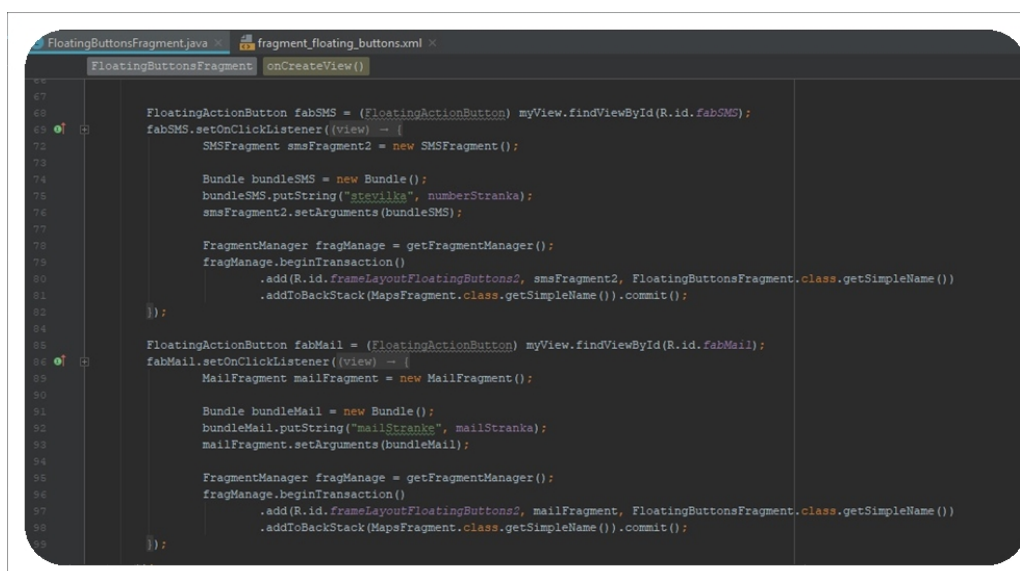 FloatingButtonsFragment.java × fragment_floating_buttons.xml ×
FloatingButtonsFragment onCreateView()
66
67
68 FloatingActionButton fabSMS = (FloatingActionButton) myView.findViewById(R.id.fabSMS);
69 fabSMS.setOnClickListener((view) → {
72 SMSFragment smsFragment2 = new SMSFragment();
73
74 Bundle bundleSMS = new Bundle();
75 bundleSMS.putString("stevilka", numberStranka);
76 smsFragment2.setArguments(bundleSMS);
77
78 FragmentManager fragManage = getFragmentManager();
79 fragManage.beginTransaction()
80 .add(R.id.frameLayoutFloatingButtons2, smsFragment2, FloatingButtonsFragment.class.getSimpleName())
81 .addToBackStack(MapsFragment.class.getSimpleName()).commit();
82 });
84
85 FloatingActionButton fabMail = (FloatingActionButton) myView.findViewById(R.id.fabMail);
86 fabMail.setOnClickListener((view) → {
89 MailFragment mailFragment = new MailFragment();
90
91 Bundle bundleMail = new Bundle();
92 bundleMail.putString("mailStranke", mailStranka);
93 mailFragment.setArguments(bundleMail);
94
95 FragmentManager fragManage = getFragmentManager();
96 fragManage.beginTransaction()
97 .add(R.id.frameLayoutFloatingButtons2, mailFragment, FloatingButtonsFragment.class.getSimpleName())
98 .addToBackStack(MapsFragment.class.getSimpleName()).commit();
99 });